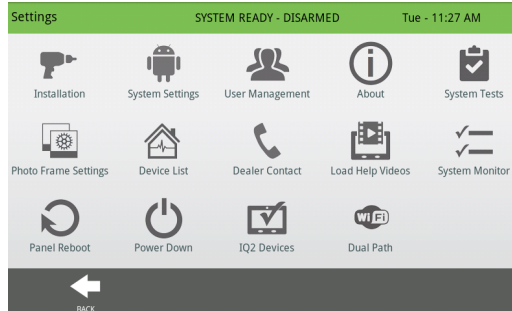 Settings
SYSTEM READY - DISARMED
Tue - 11:27 AM
Installation
System Settings
User Management
About
System Tests
Photo Frame Settings
Device List
Dealer Contact
Load Help Videos
System Monitor
Panel Reboot
Power Down
IQ2 Devices
WiFi
Dual Path
BACK